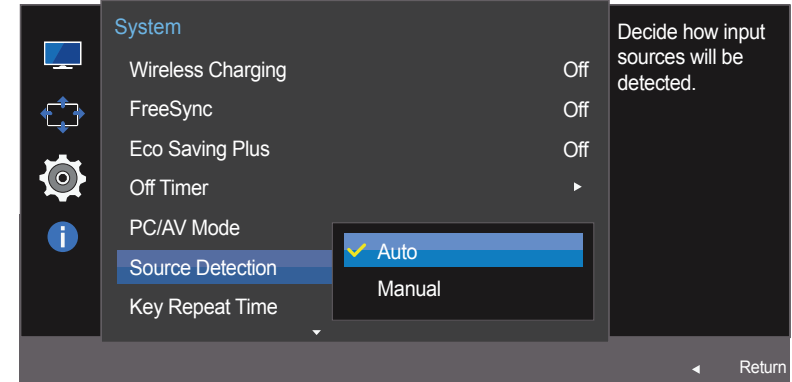 System
Wireless Charging Off
FreeSync Off
Eco Saving Plus Off
Off Timer
PC/AV Mode
Source Detection
Auto
Manual
Key Repeat Time
Decide how input
sources will be
detected.
Return